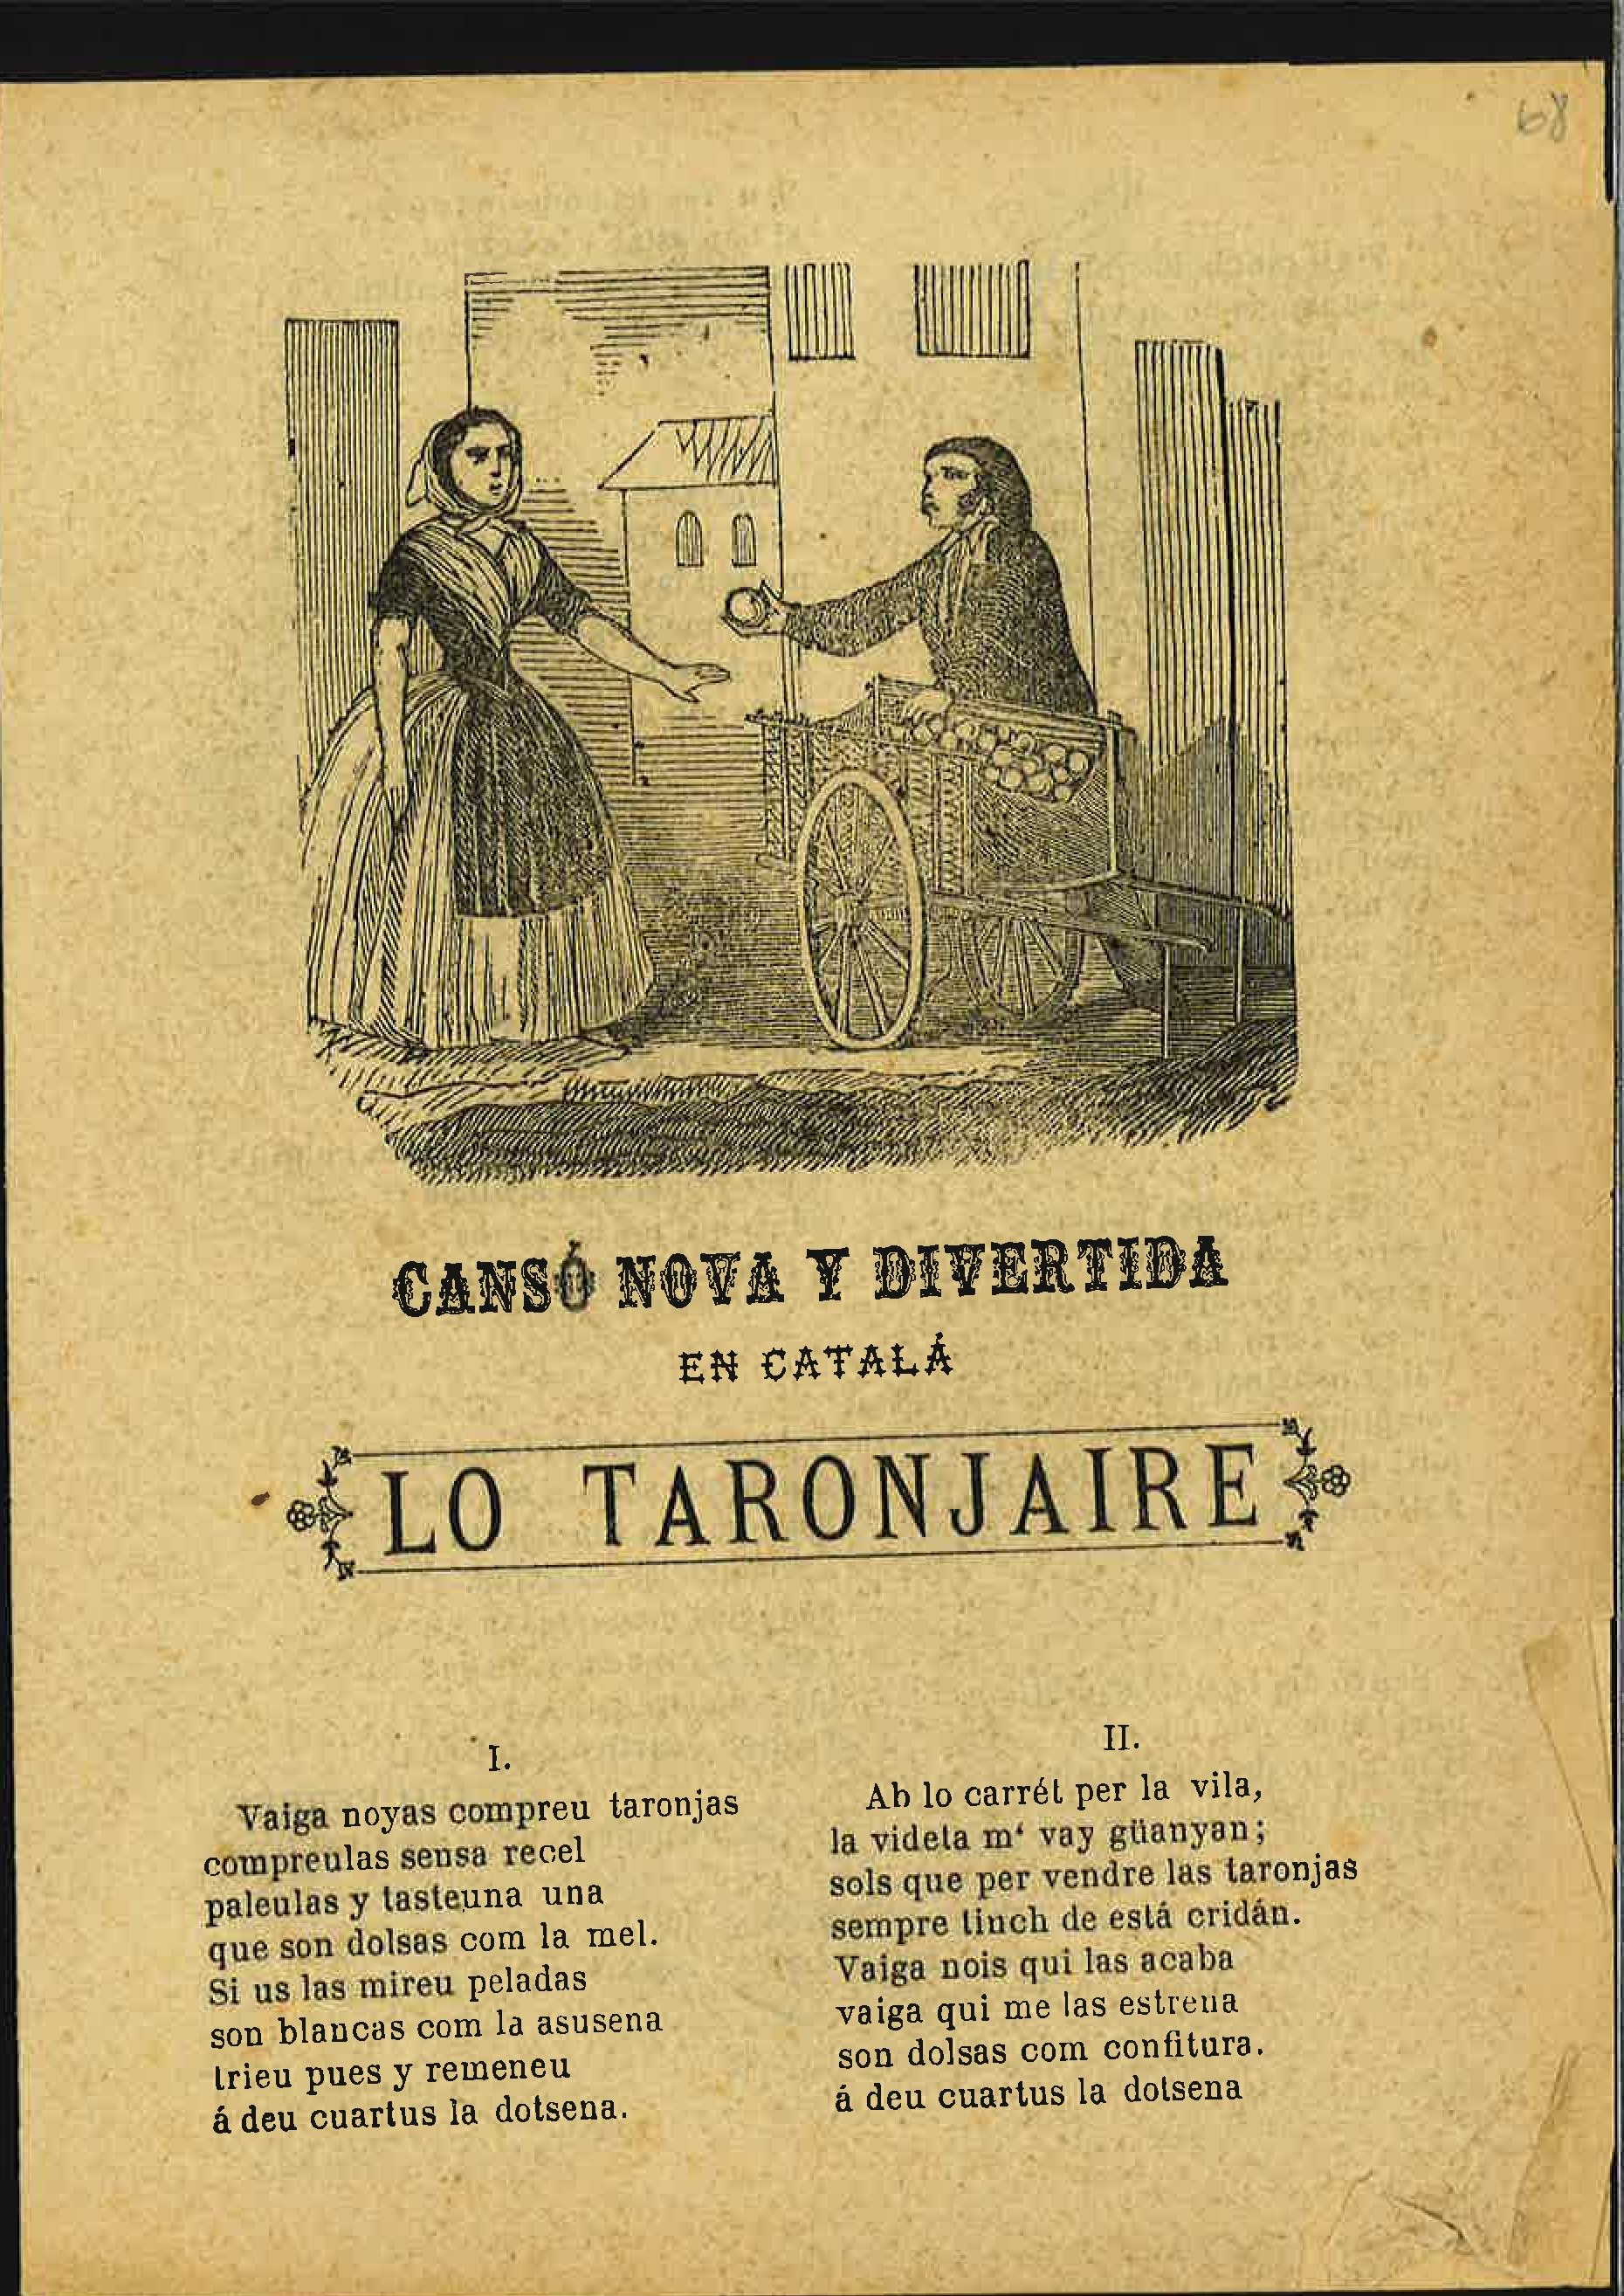 68
CANSÓ NOVA Y DIVERTIDA
EN CATALÁ
LO TARONJAIRE
I.
Vaiga noyas compreu taronjas
compreulas sensa recel
paleulas y tasteuna una
que son dolsas com la mel.
Si us las mireu peladas
son blancas com la asusena
trieu pues y remeneu
á deu cuartus la dotsena.
II.
Ab lo carrét per la vila,
la videta m‘ vay güanyan;
sols que per vendre las taronjas
sempre tinch de está cridán.
Vaiga nois qui las acaba
vaiga qui me las estrena
son dolsas com confitura.
á deu cuartus la dotsena